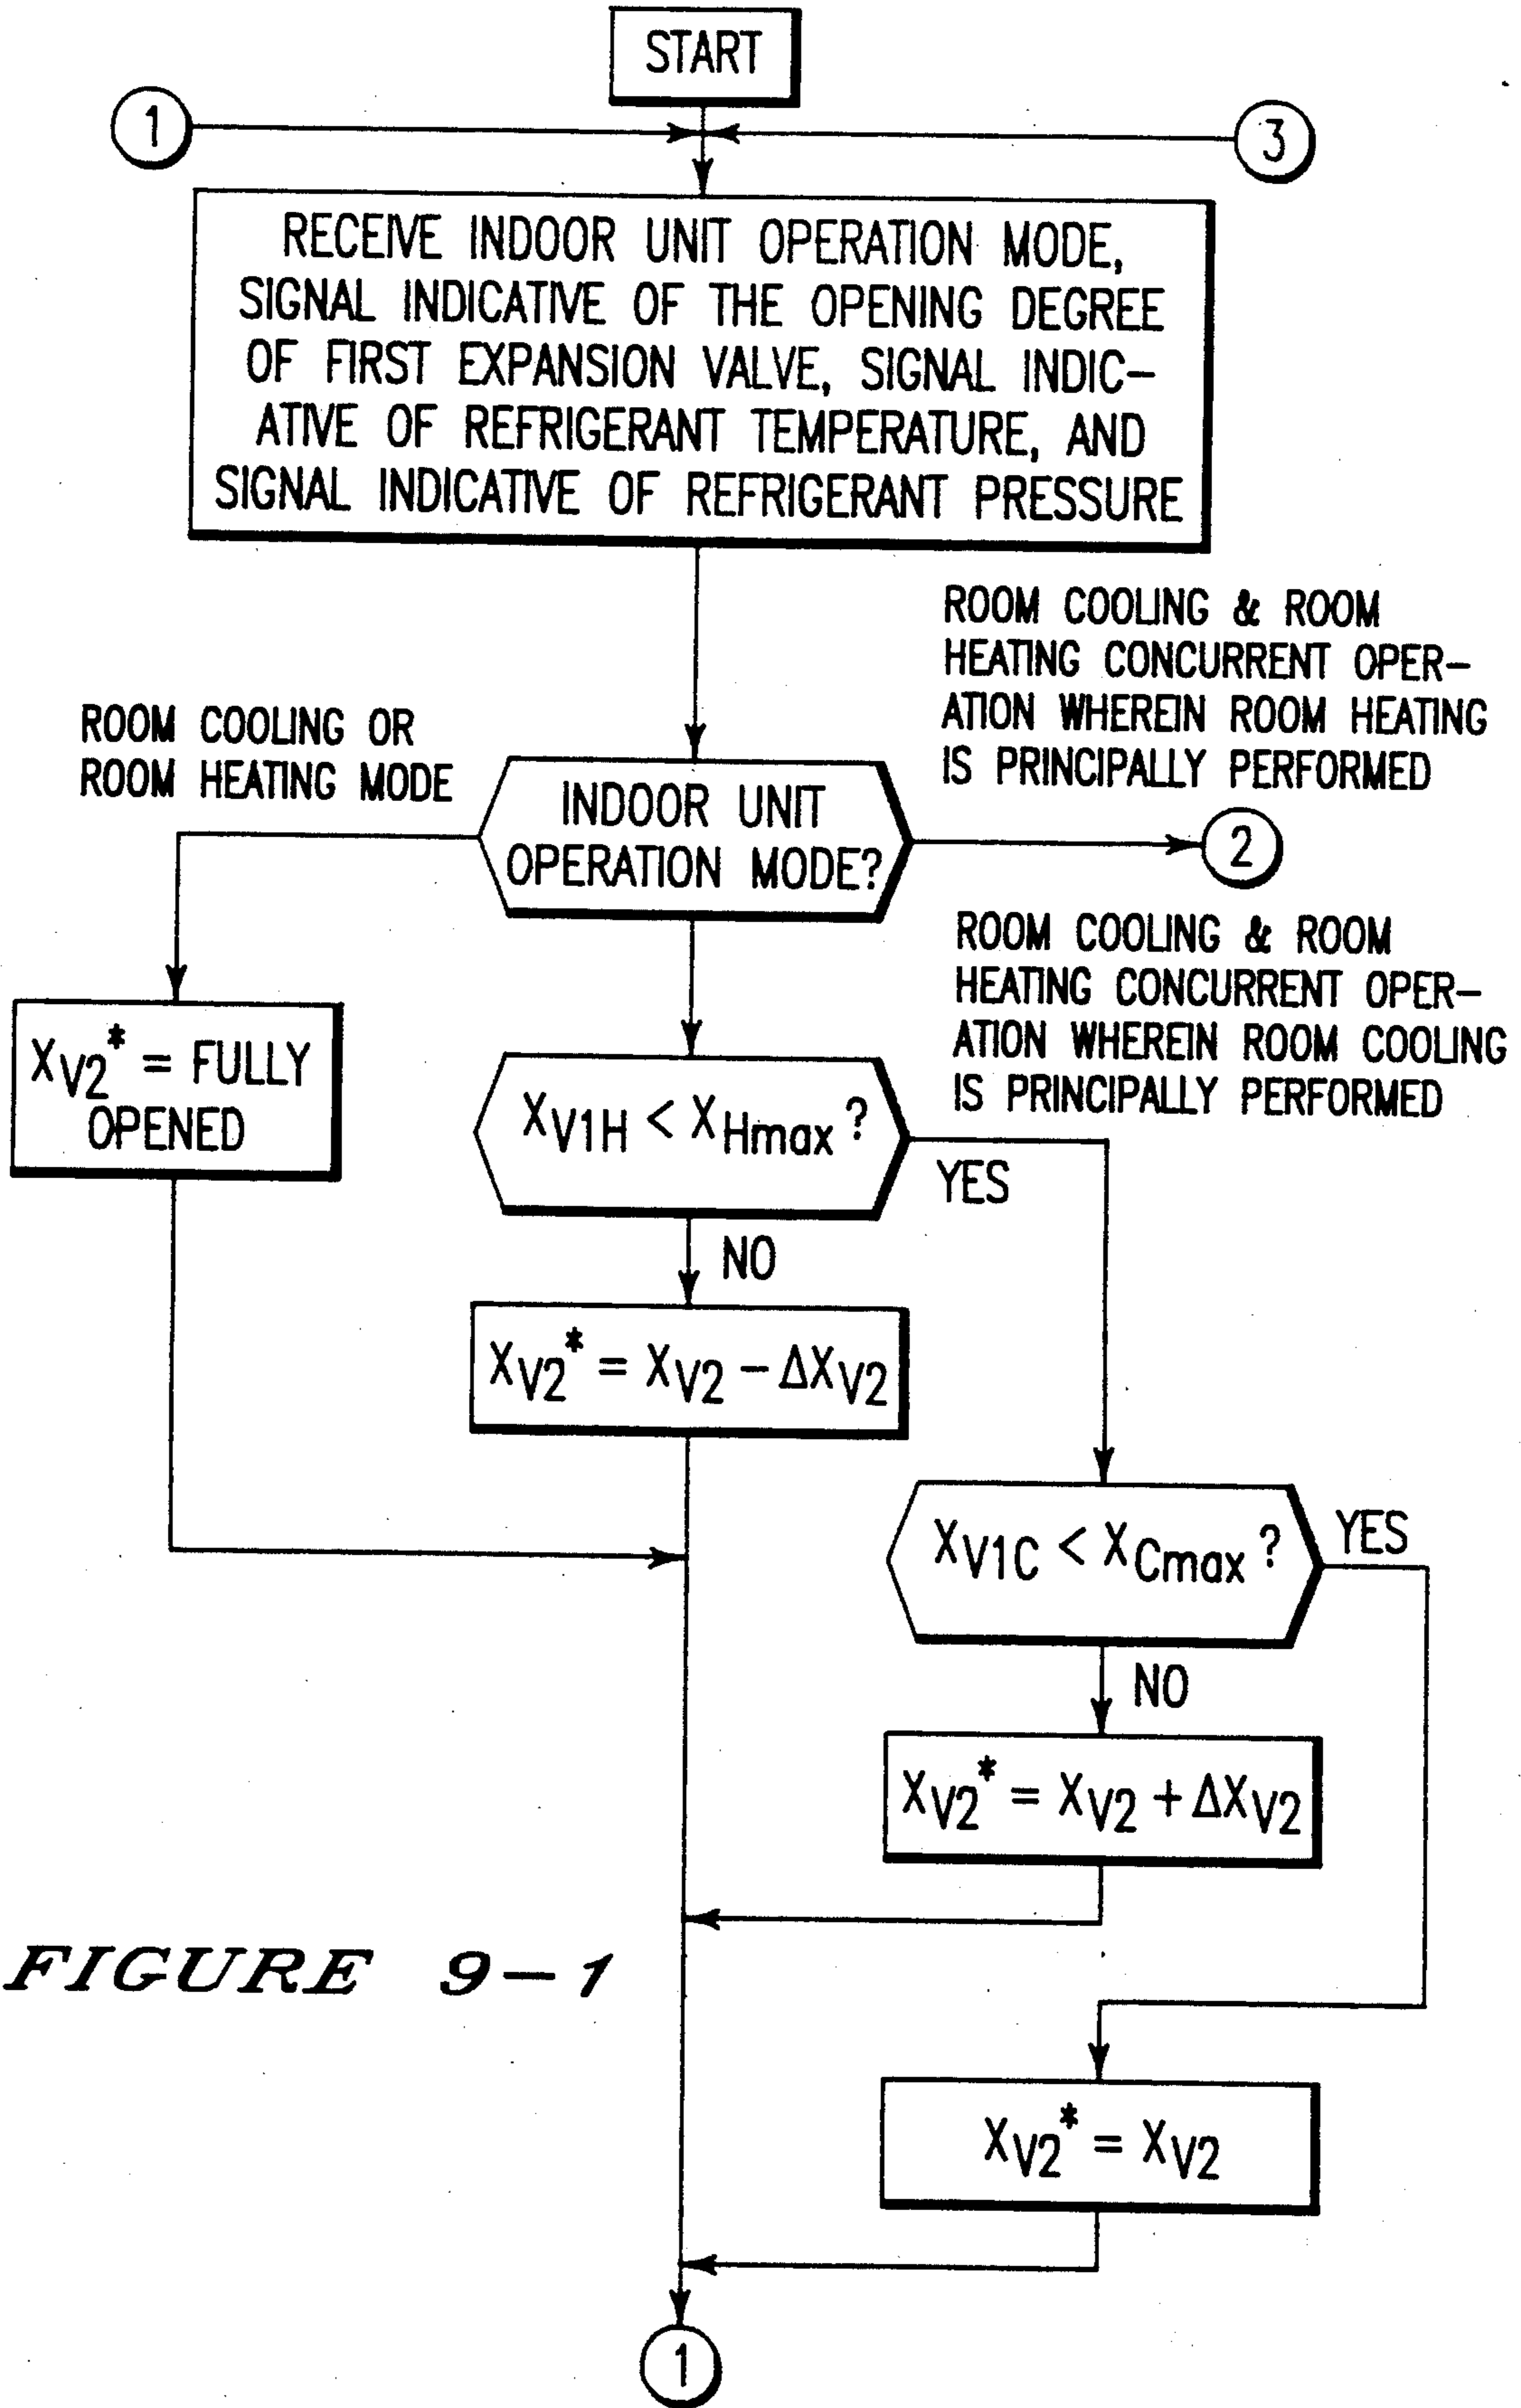 START
1
3
RECEIVE INDOOR UNIT OPERATION MODE,
SIGNAL INDICATIVE OF THE OPENING DEGREE
OF FIRST EXPANSION VALVE, SIGNAL INDIC-
ATIVE OF REFRIGERANT TEMPERATURE, AND
SIGNAL INDICATIVE OF REFRIGERANT PRESSURE
ROOM COOLING & ROOM
HEATING CONCURRENT OPER-
ATION WHEREIN ROOM HEATING
IS PRINCIPALLY PERFORMED
ROOM COOLING OR
ROOM HEATING MODE
INDOOR UNIT
OPERATION MODE?
2
ROOM COOLING & ROOM
HEATING CONCURRENT OPER-
ATION WHEREIN ROOM COOLING
IS PRINCIPALLY PERFORMED
XV2* = FULLY
OPENED
XV1H < XHmax ?
YES
NO
XV2* = XV2 - ΔXV2
XV1C < XCmax ?
YES
NO
XV2* = XV2 + ΔXV2
FIGURE 9-1
XV2* = XV2
1